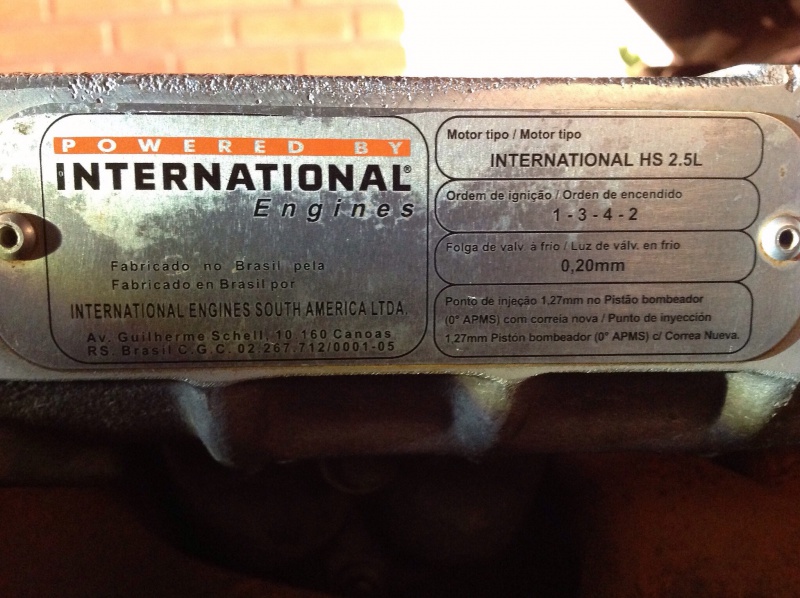 POWERED BY
INTERNATIONAL®
Engines
Fabricado no Brasil pela
Fabricado en Brasil por
INTERNATIONAL ENGINES SOUTH AMERICA LTDA.
Av. Guilherme Schell, 10.160 Canoas
RS. Brasil C.G.C. 02/267.712/0001-05
Motor tipo / Motor tipo
INTERNATIONAL HS 2.5L
Ordem de ignição / Orden de encendido
1 - 3 - 4 - 2
Folga de valv. à frio / Luz de válv. en frio
0,20mm
Ponto de injeção 1,27mm no Pistão bombeador
(0° APMS) com correia nova / Punto de inyección
1,27mm Piston bombeador (0° APMS) c/ Correa Nueva.